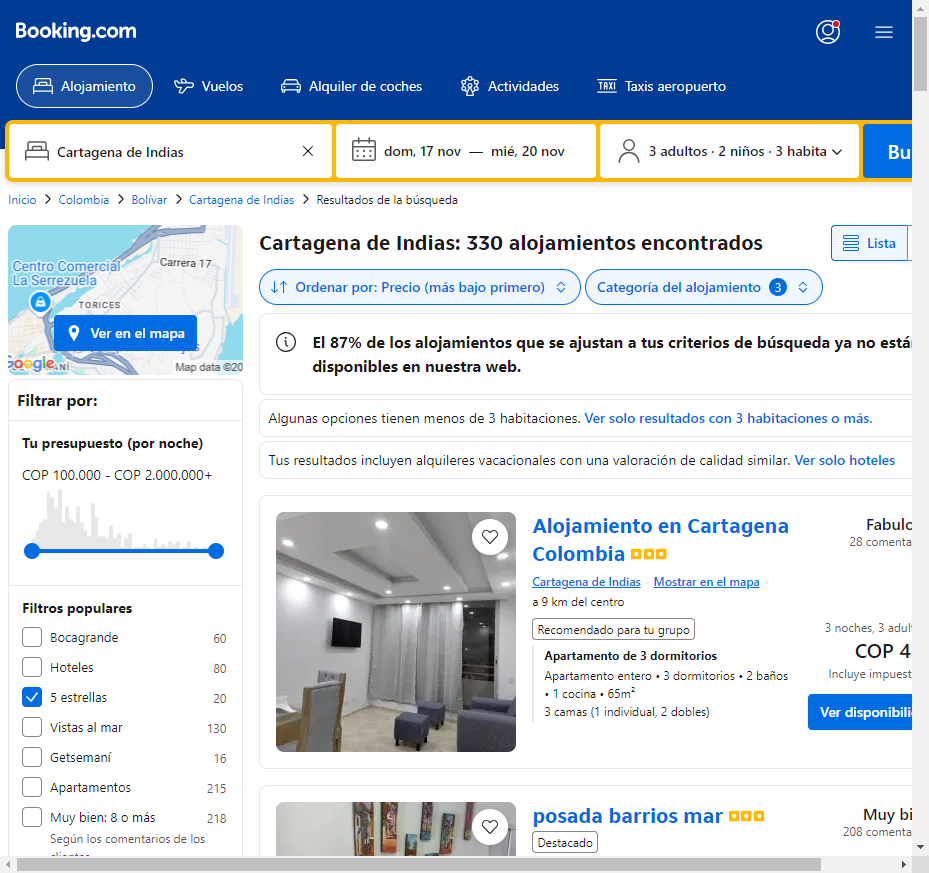 Booking.com
Alojamiento
Vuelos
Alquiler de coches
Actividades
TAXI Taxis aeropuerto
Cartagena de Indias
dom, 17 nov — mié, 20 nov
3 adultos · 2 niños · 3 habita
Bu
Inicio > Colombia > Bolívar > Cartagena de Indias > Resultados de la búsqueda
Centro Comercial
La Serrezuela
Carrera 17
TORICES
Ver en el mapa
Google
Map data ©20
Cartagena de Indias: 330 alojamientos encontrados
Lista
Ordenar por: Precio (más bajo primero)
Categoría del alojamiento 3
El 87% de los alojamientos que se ajustan a tus criterios de búsqueda ya no está
disponibles en nuestra web.
Algunas opciones tienen menos de 3 habitaciones. Ver solo resultados con 3 habitaciones o más.
Tus resultados incluyen alquileres vacacionales con una valoración de calidad similar. Ver solo hoteles
Filtrar por:
Tu presupuesto (por noche)
COP 100.000 - COP 2.000.000+
Filtros populares
Bocagrande 60
Hoteles 80
5 estrellas 20
Vistas al mar 130
Getsemaní 16
Apartamentos 215
Muy bien: 8 o más 218
Según los comentarios de los
clientes
Alojamiento en Cartagena
Colombia
Cartagena de Indias · Mostrar en el mapa ·
a 9 km del centro
Recomendado para tu grupo
Apartamento de 3 dormitorios
Apartamento entero • 3 dormitorios • 2 baños
• 1 cocina • 65m²
3 camas (1 individual, 2 dobles)
Fabulo
28 comenta
3 noches, 3 adult
COP 4
Incluye impuest
Ver disponibili
posada barrios mar
Destacado
Muy bi
208 comenta